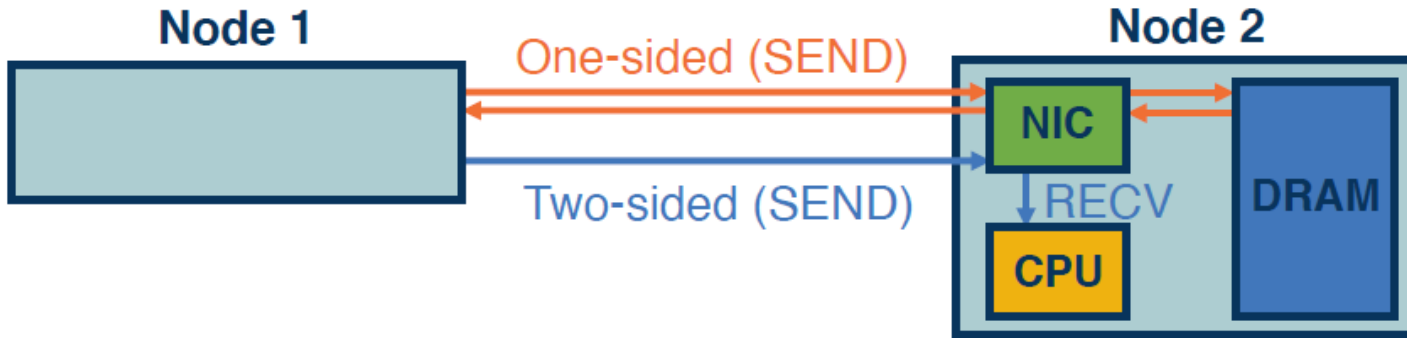 Node 1
Node 2
One-sided (SEND)
NIC
Two-sided (SEND)
RECV
DRAM
CPU